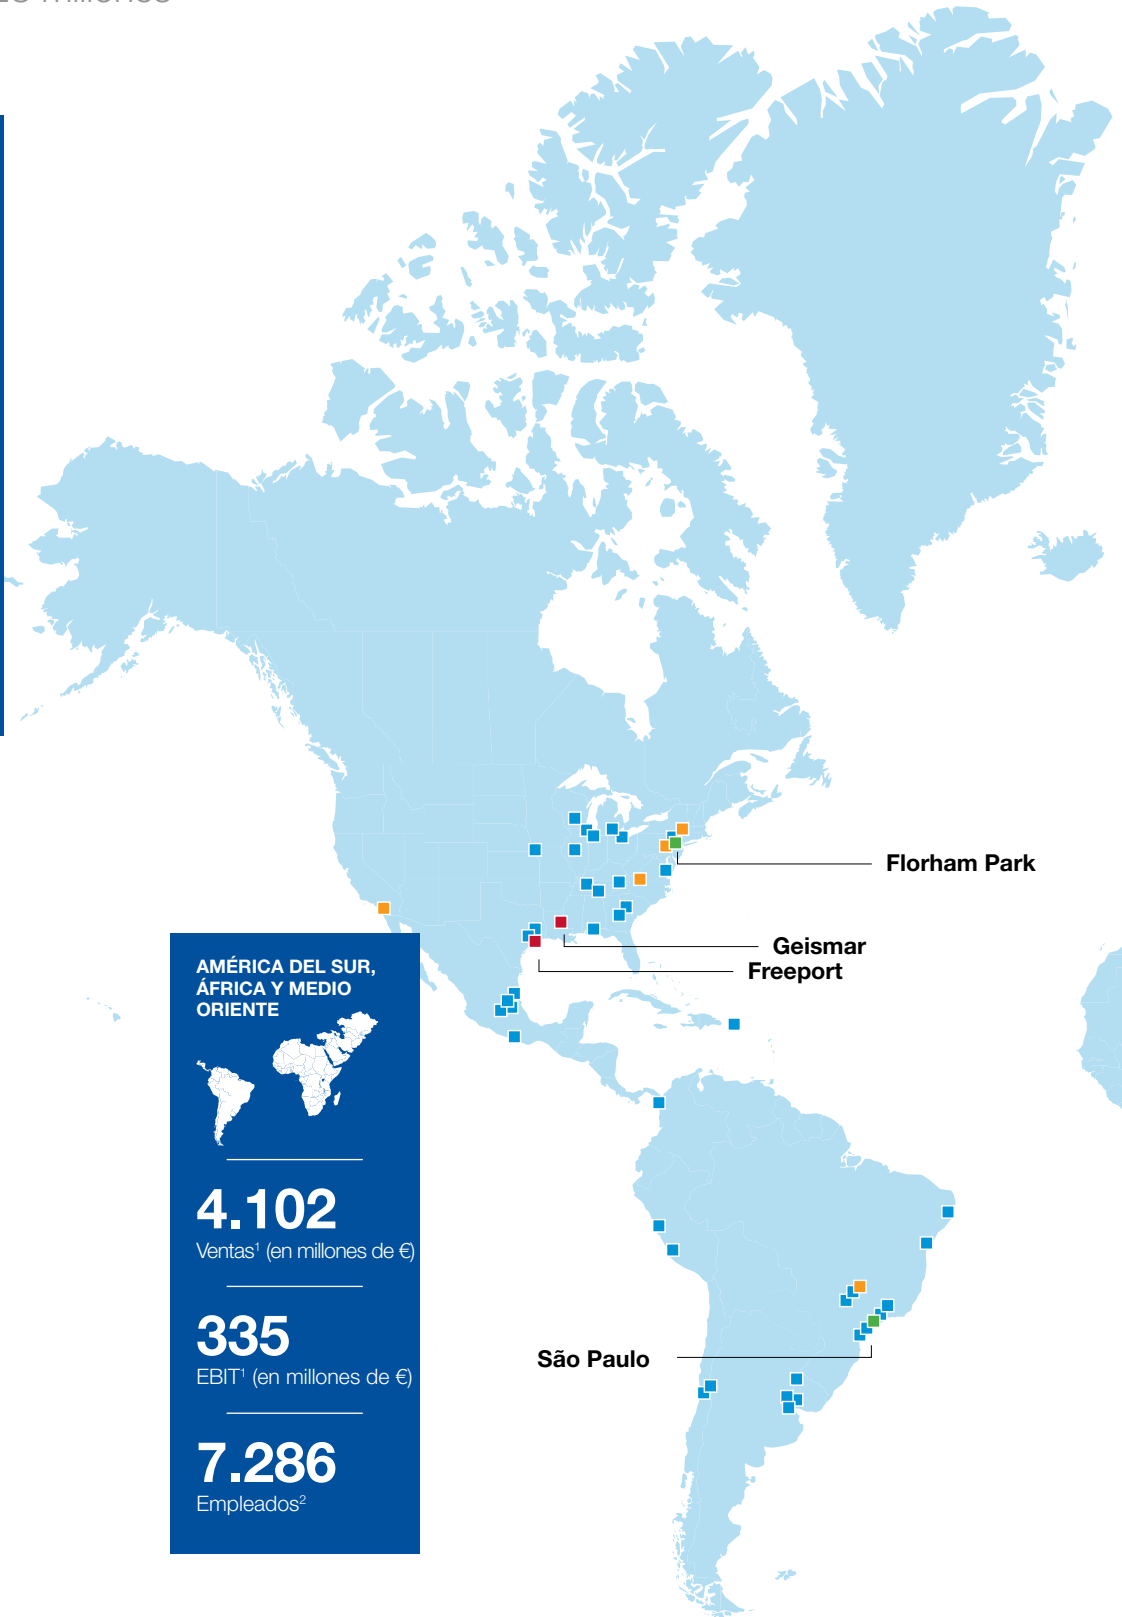 millones
Florham Park
Geismar
Freeport
AMÉRICA DEL SUR,
ÁFRICA Y MEDIO
ORIENTE
4.102
Ventas¹ (en millones de €)
335
EBIT¹ (en millones de €)
7.286
Empleados²
São Paulo